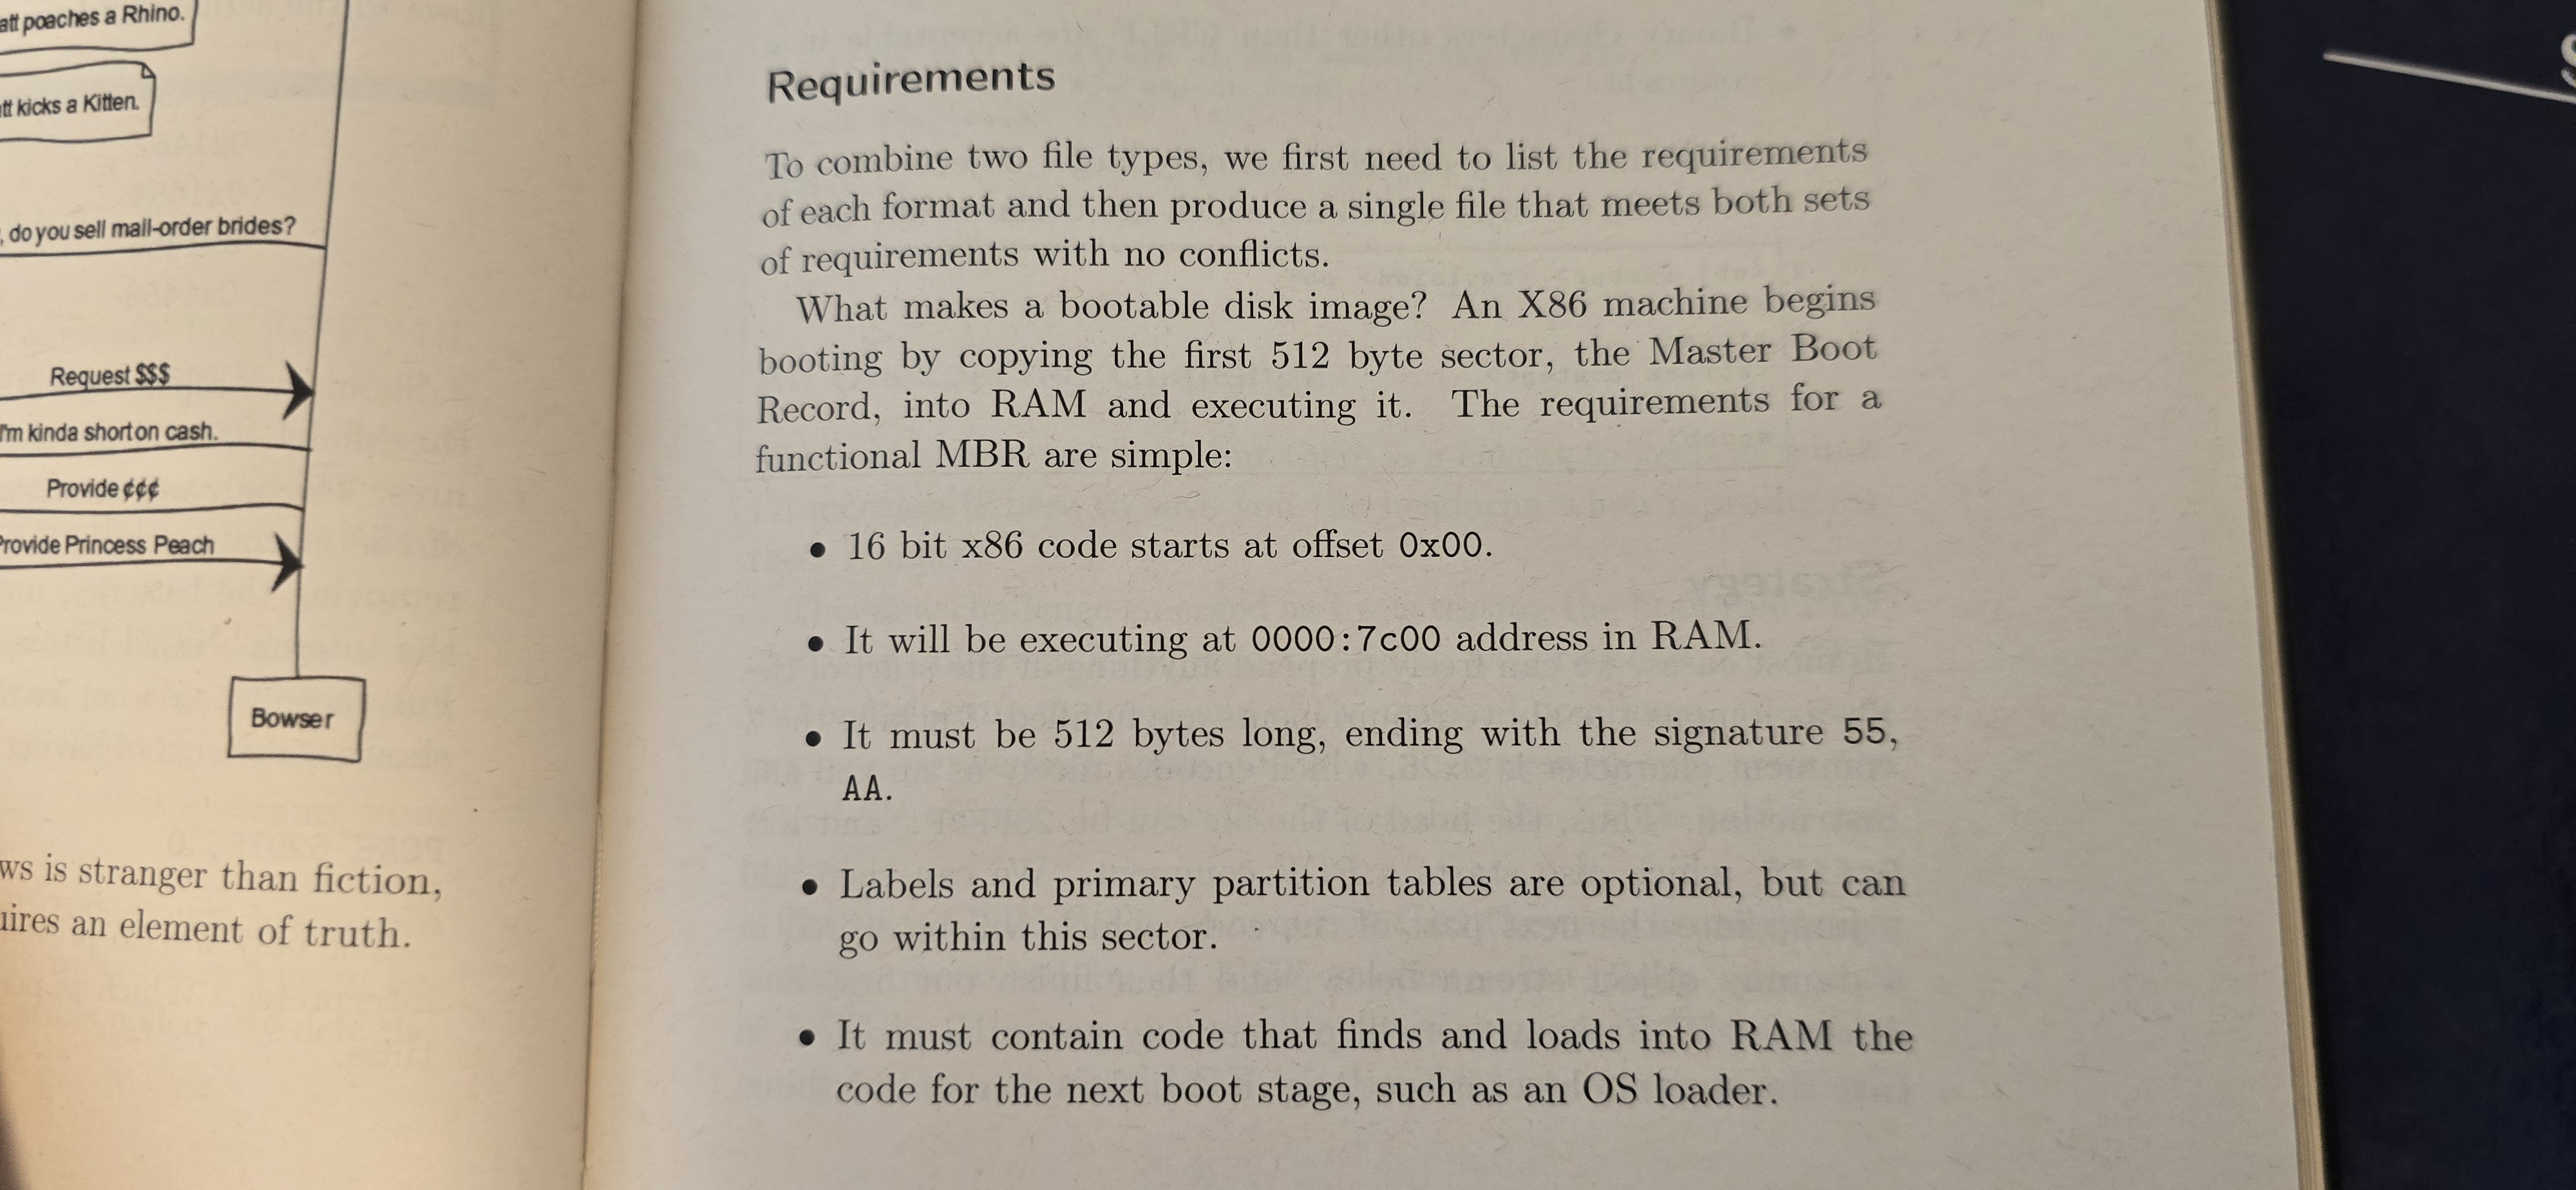 poaches a Rhino.
kicks a Kitten.
, do you sell mail-order brides?
Request $$$
I'm kinda short on cash.
Provide ¢¢¢
Provide Princess Peach
Bowser
is stranger than fiction,
an element of truth.
Requirements
To combine two file types, we first need to list the requirements
of each format and then produce a single file that meets both sets
of requirements with no conflicts.
What makes a bootable disk image? An X86 machine begins
booting by copying the first 512 byte sector, the Master Boot
Record, into RAM and executing it. The requirements for a
functional MBR are simple:
• 16 bit x86 code starts at offset 0x00.
• It will be executing at 0000:7c00 address in RAM.
• It must be 512 bytes long, ending with the signature 55,
AA.
• Labels and primary partition tables are optional, but can
go within this sector.
• It must contain code that finds and loads into RAM the
code for the next boot stage, such as an OS loader.